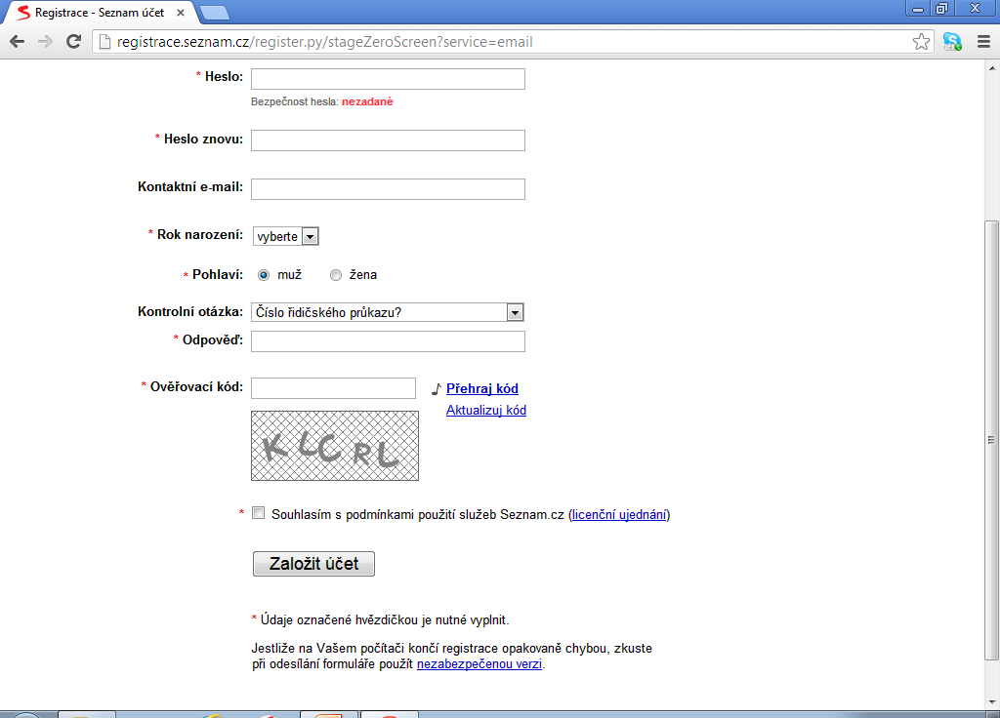 Registrace - Seznam účet
registrace.seznam.cz/register.py/stageZeroScreen?service=email
* Heslo:
Bezpečnost hesla: nezadané
* Heslo znovu:
Kontaktní e-mail:
* Rok narození: vyberte
* Pohlaví: muž žena
Kontrolní otázka: Číslo řidičského průkazu?
* Odpověď:
* Ověřovací kód: Přehraj kód
Aktualizuj kód
KLCRL
* Souhlasím s podmínkami použití služeb Seznam.cz (licenční ujednání)
Založit účet
* Údaje označené hvězdičkou je nutné vyplnit.
Jestliže na Vašem počítači končí registrace opakovaně chybou, zkuste
při odesílání formuláře použít nezabezpečenou verzi.